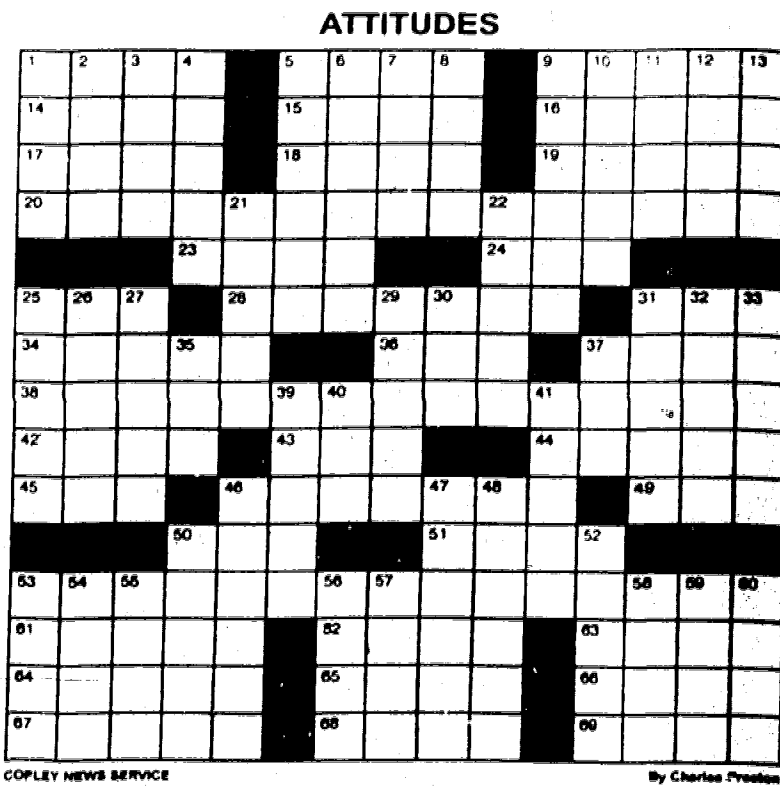 ATTITUDES
1 2 3 4 5 6 7 8 9 10 11 12 13
14 15 16
17 18 19
20 21 22
23 24
25 26 27 28 29 30 31 32 33
34 35 36 37
38 39 40 41
42 43 44
45 46 47 48 49
50 51 52
53 54 55 56 57 58 59 60
61 62 63
64 65 66
67 68 69
COPLEY NEWS SERVICE By Charles Preston